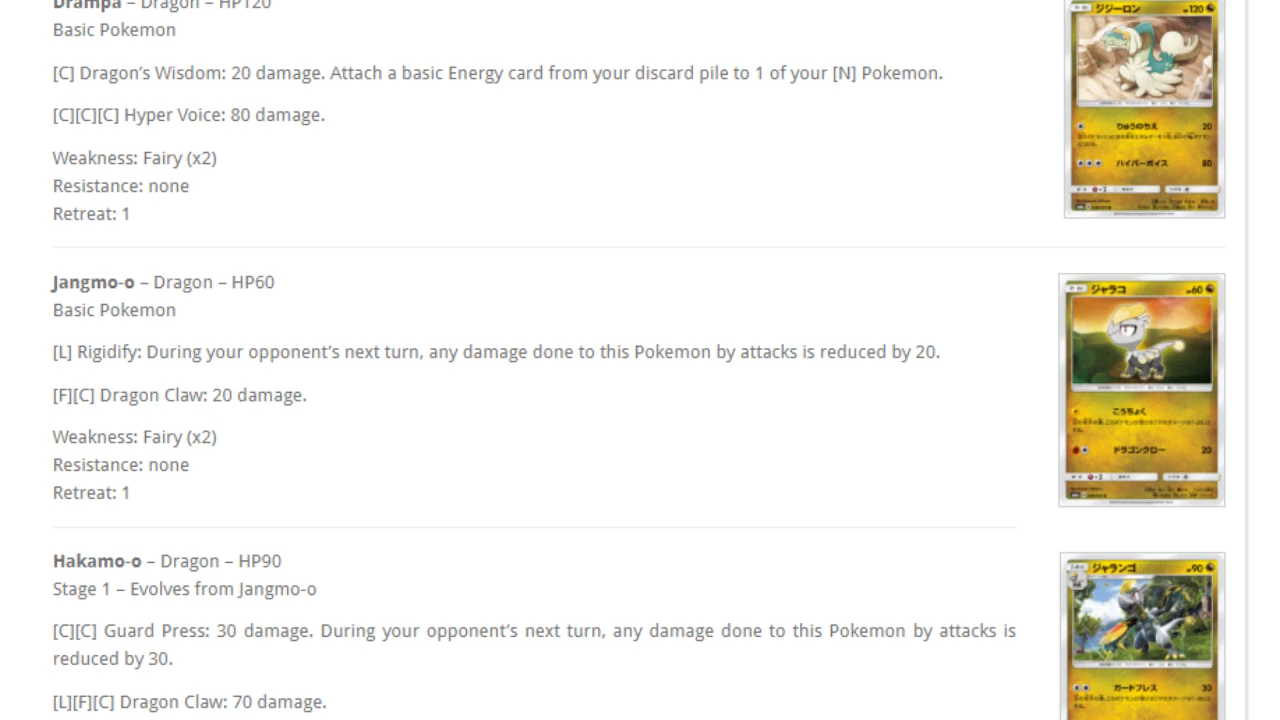 Drampa – Dragon – HP120
Basic Pokemon
[C] Dragon’s Wisdom: 20 damage. Attach a basic Energy card from your discard pile to 1 of your [N] Pokemon.
[C][C][C] Hyper Voice: 80 damage.
Weakness: Fairy (x2)
Resistance: none
Retreat: 1
ジジーロン HP120
りゅうのちえ 20
ハイパーボイス 80
Jangmo-o – Dragon – HP60
Basic Pokemon
[L] Rigidify: During your opponent’s next turn, any damage done to this Pokemon by attacks is reduced by 20.
[F][C] Dragon Claw: 20 damage.
Weakness: Fairy (x2)
Resistance: none
Retreat: 1
ジャラコ HP60
こうちょく
ドラゴンクロー 20
Hakamo-o – Dragon – HP90
Stage 1 – Evolves from Jangmo-o
[C][C] Guard Press: 30 damage. During your opponent’s next turn, any damage done to this Pokemon by attacks is
reduced by 30.
[L][F][C] Dragon Claw: 70 damage.
ジャランゴ HP90
ガードプレス 30